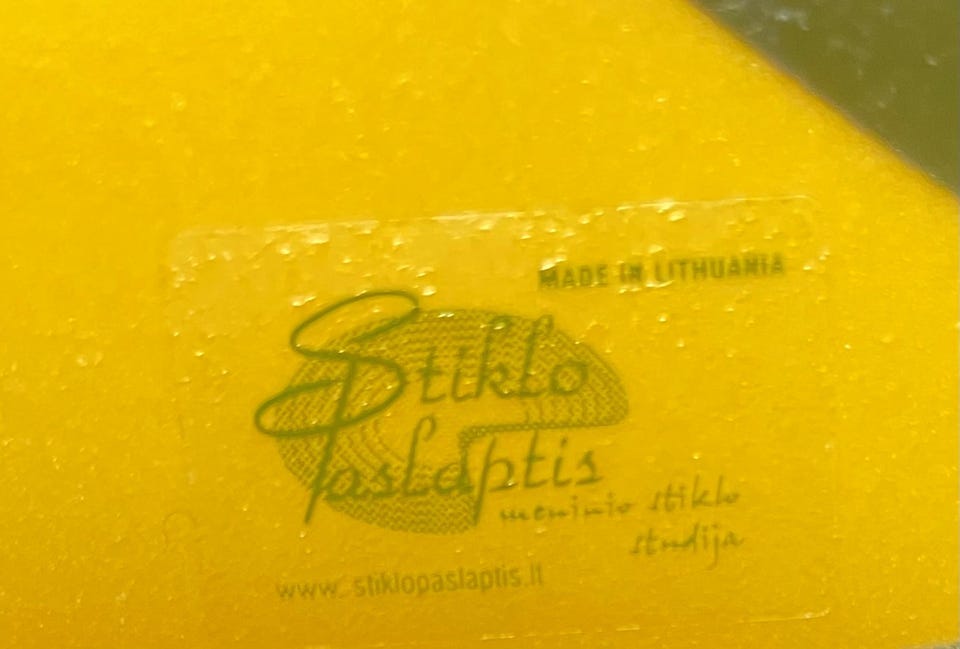 MADE IN LITHUANIA
Stiklo
Paslaptis
meninio stiklo
studija
www.stiklopaslaptis.lt